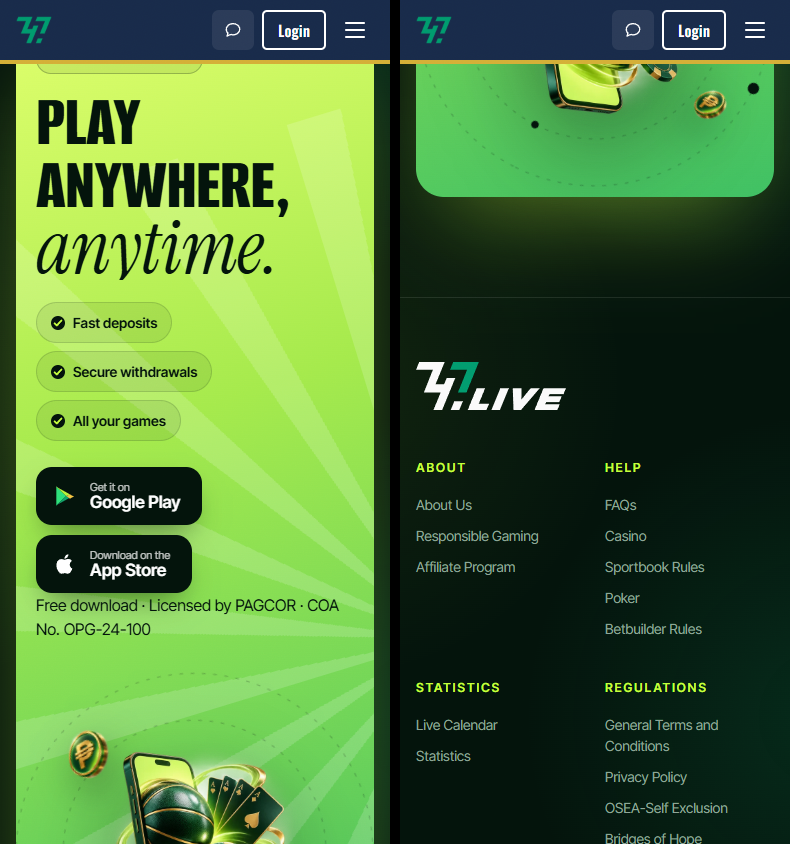 Login
PLAY
ANYWHERE,
anytime.
Fast deposits
Secure withdrawals
All your games
Get it on
Google Play
Download on the
App Store
Free download · Licensed by PAGCOR · COA
No. OPG-24-100
Login
747.LIVE
ABOUT
About Us
Responsible Gaming
Affiliate Program
HELP
FAQs
Casino
Sportbook Rules
Poker
Betbuilder Rules
STATISTICS
Live Calendar
Statistics
REGULATIONS
General Terms and
Conditions
Privacy Policy
OSEA-Self Exclusion
Bridges of Hope